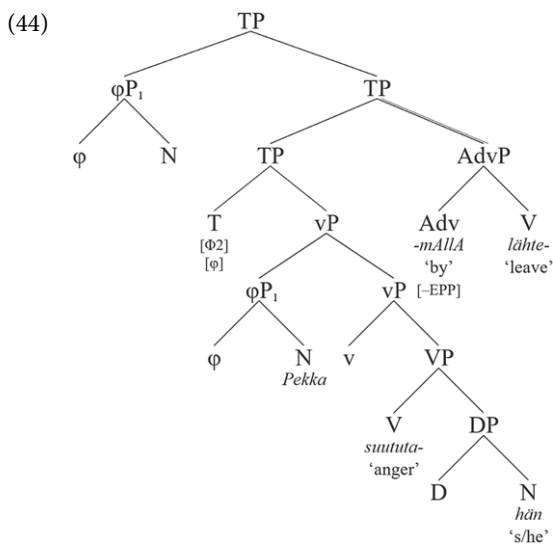 (44)
TP
φP₁ TP
φ N TP AdvP
T vP Adv V
[Φ2] -mAllA lähte-
[φ] ‘by’ ‘leave’
[–EPP]
φP₁ vP
φ N v VP
Pekka
V DP
suututa-
‘anger’
D N
hän
‘s/he’